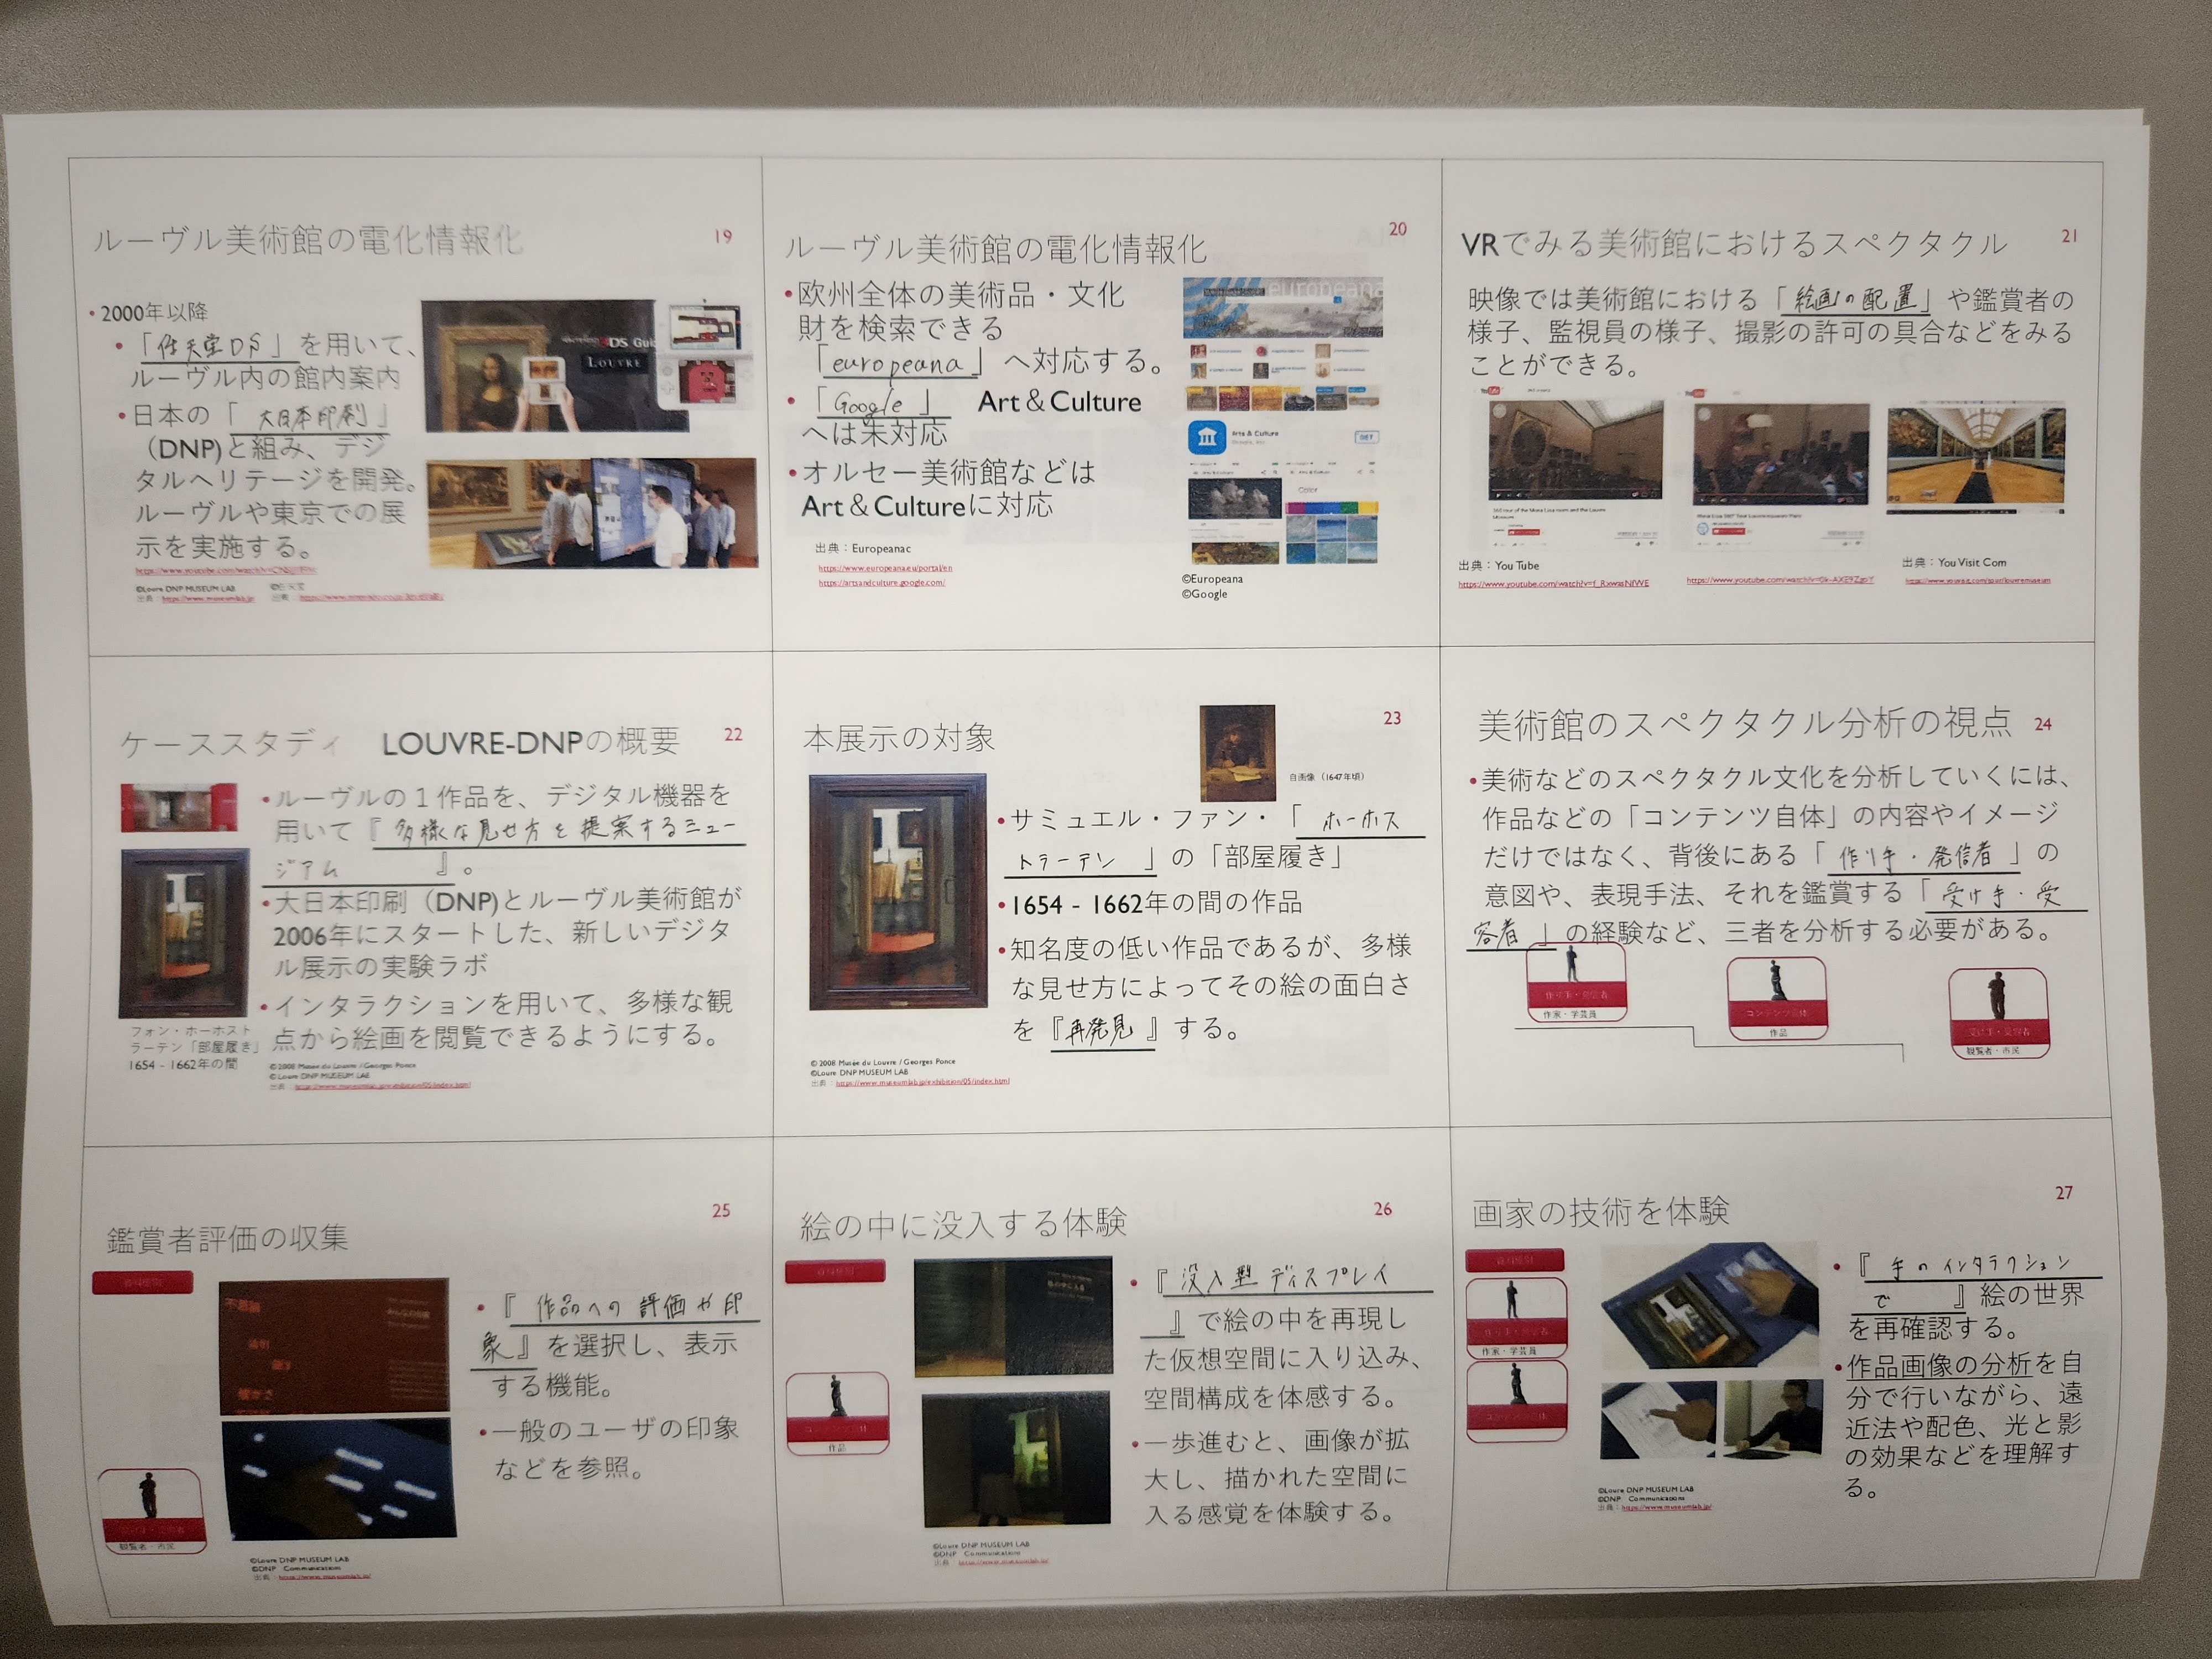 ルーヴル美術館の電化情報化
19
•2000年以降
•「任天堂DS」を用いて、
ルーヴル内の館内案内
•日本の「大日本印刷」
（DNP)と組み、デジ
タルヘリテージを開発。
ルーヴルや東京での展
示を実施する。
©Louvre DNP MUSEUM LAB
LOUVRE
ルーヴル美術館の電化情報化
20
•欧州全体の美術品・文化
財を検索できる
「europeana」へ対応する。
•「Google」 Art＆Culture
へは未対応
•オルセー美術館などは
Art＆Cultureに対応
出典：Europeanac
https://www.europeana.eu/portal/en
https://artsandculture.google.com/
europeana
Arts & Culture
Color
©Europeana
©Google
VRでみる美術館におけるスペクタクル
21
映像では美術館における「絵画の配置」や鑑賞者の
様子、監視員の様子、撮影の許可の具合などをみる
ことができる。
出典：You Tube
出典：You Visit Com
ケーススタディ　LOUVRE-DNPの概要
22
•ルーヴルの１作品を、デジタル機器を
用いて『多様な見せ方を提案するミュー
ジアム』。
•大日本印刷（DNP)とルーヴル美術館が
2006年にスタートした、新しいデジタ
ル展示の実験ラボ
•インタラクションを用いて、多様な観
点から絵画を閲覧できるようにする。
フォン・ホーホスト
ラーテン「部屋履き」
1654 - 1662年の間
© 2008 Musée du Louvre / Georges Ponce
©Loure DNP MUSEUM LAB
本展示の対象
23
自画像（1647年頃）
•サミュエル・ファン・「ホーホス
トラーテン」の「部屋履き」
•1654 - 1662年の間の作品
•知名度の低い作品であるが、多様
な見せ方によってその絵の面白さ
を『再発見』する。
© 2008 Musée du Louvre / Georges Ponce
©Loure DNP MUSEUM LAB
出典：https://www.museumlab.jp/exhibition/05/index.html
美術館のスペクタクル分析の視点
24
•美術などのスペクタクル文化を分析していくには、
作品などの「コンテンツ自体」の内容やイメージ
だけではなく、背後にある「作り手・発信者」の
意図や、表現手法、それを鑑賞する「受け手・受
容者」の経験など、三者を分析する必要がある。
作り手・発信者
作家・学芸員
コンテンツ自体
作品
受け手・受容者
観覧者・市民
鑑賞者評価の収集
25
•『作品への評価や印
象』を選択し、表示
する機能。
•一般のユーザの印象
などを参照。
不思議
受け手・受容者
観覧者・市民
©Loure DNP MUSEUM LAB
©DNP Communications
出典：https://www.museumlab.jp/
絵の中に没入する体験
26
•『没入型ディスプレイ
』で絵の中を再現し
た仮想空間に入り込み、
空間構成を体感する。
•一歩進むと、画像が拡
大し、描かれた空間に
入る感覚を体験する。
コンテンツ自体
作品
©Loure DNP MUSEUM LAB
©DNP Communications
出典：https://www.museumlab.jp/
画家の技術を体験
27
•『手のインタラクション
で』絵の世界
を再確認する。
•作品画像の分析を自
分で行いながら、遠
近法や配色、光と影
の効果などを理解す
る。
作り手・発信者
作家・学芸員
コンテンツ自体
©Loure DNP MUSEUM LAB
©DNP Communications
出典：https://www.museumlab.jp/